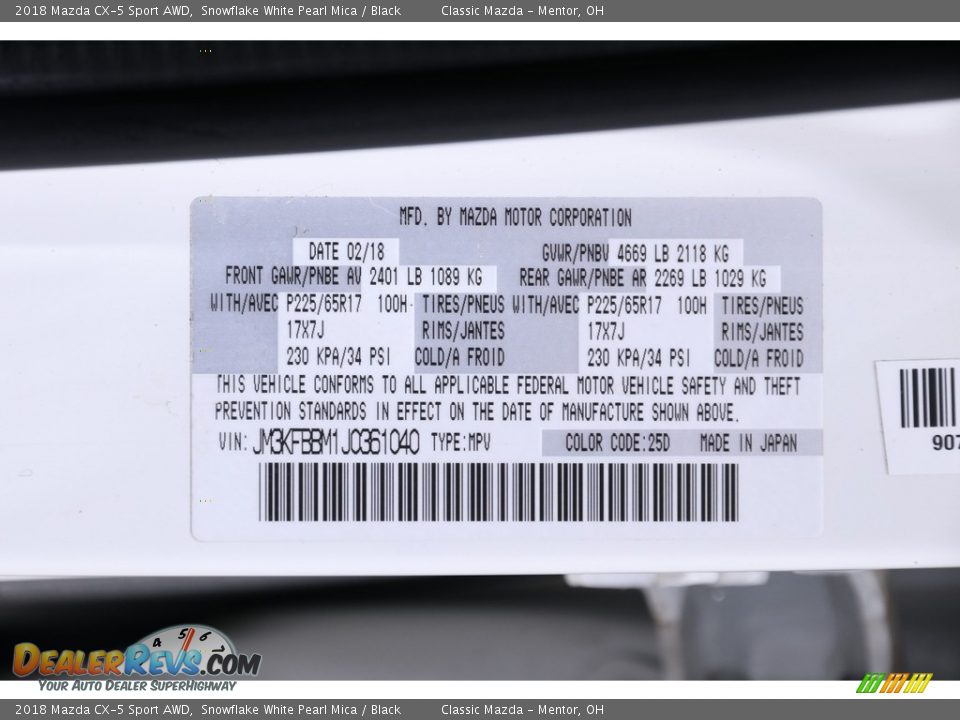 2018 Mazda CX-5 Sport AWD, Snowflake White Pearl Mica / Black Classic Mazda - Mentor, OH
MFD. BY MAZDA MOTOR CORPORATION
DATE 02/18 GVWR/PNBV 4669 LB 2118 KG
FRONT GAWR/PNBE AV 2401 LB 1089 KG REAR GAWR/PNBE AR 2269 LB 1029 KG
WITH/AVEC P225/65R17 100H TIRES/PNEUS WITH/AVEC P225/65R17 100H TIRES/PNEUS
17X7J RIMS/JANTES 17X7J RIMS/JANTES
230 KPA/34 PSI COLD/A FROID 230 KPA/34 PSI COLD/A FROID
THIS VEHICLE CONFORMS TO ALL APPLICABLE FEDERAL MOTOR VEHICLE SAFETY AND THEFT
PREVENTION STANDARDS IN EFFECT ON THE DATE OF MANUFACTURE SHOWN ABOVE.
VIN: JM3KFBBM1J0361040 TYPE:MPV COLOR CODE:25D MADE IN JAPAN
907
4 5 6
DEALERREVS.COM
YOUR AUTO DEALER SUPERHIGHWAY
2018 Mazda CX-5 Sport AWD, Snowflake White Pearl Mica / Black Classic Mazda - Mentor, OH